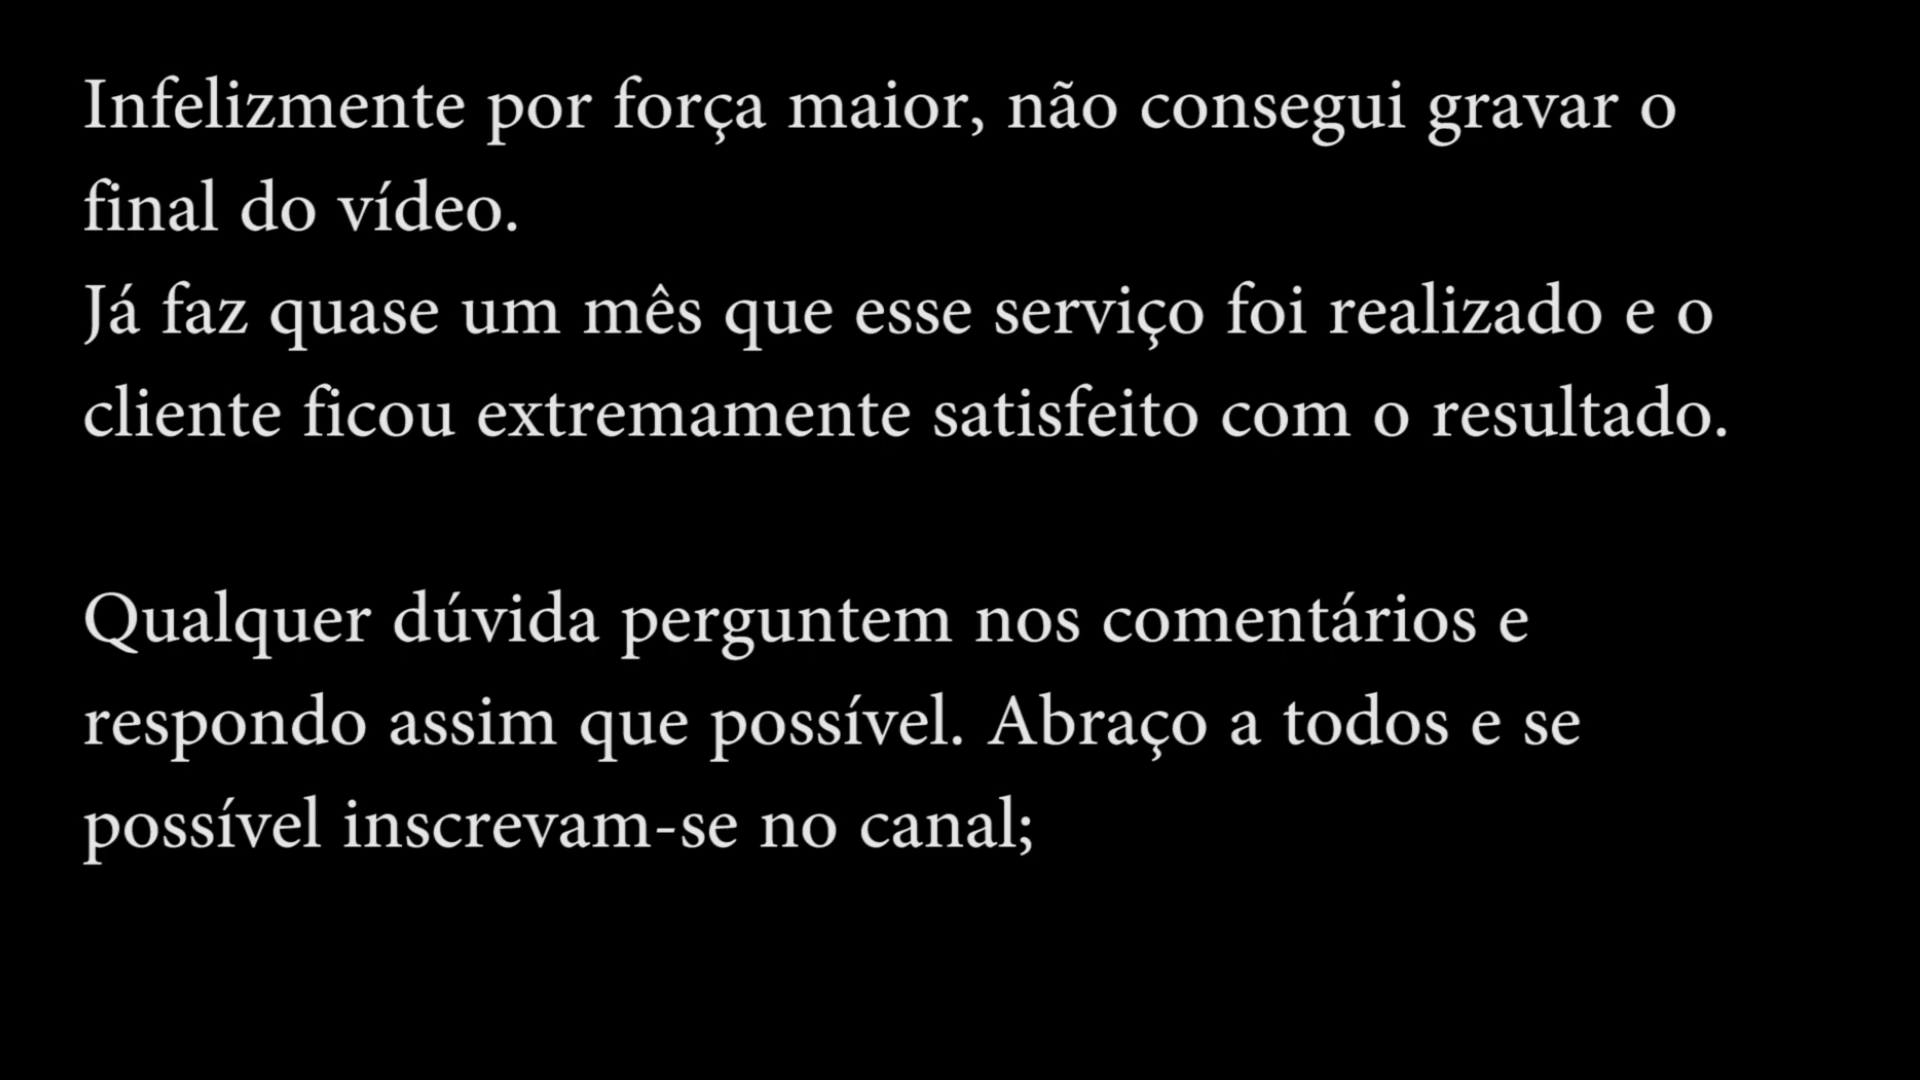 Infelizmente por força maior, não consegui gravar o
final do vídeo.
Já faz quase um mês que esse serviço foi realizado e o
cliente ficou extremamente satisfeito com o resultado.
Qualquer dúvida perguntem nos comentários e
respondo assim que possível. Abraço a todos e se
possível inscrevam-se no canal;